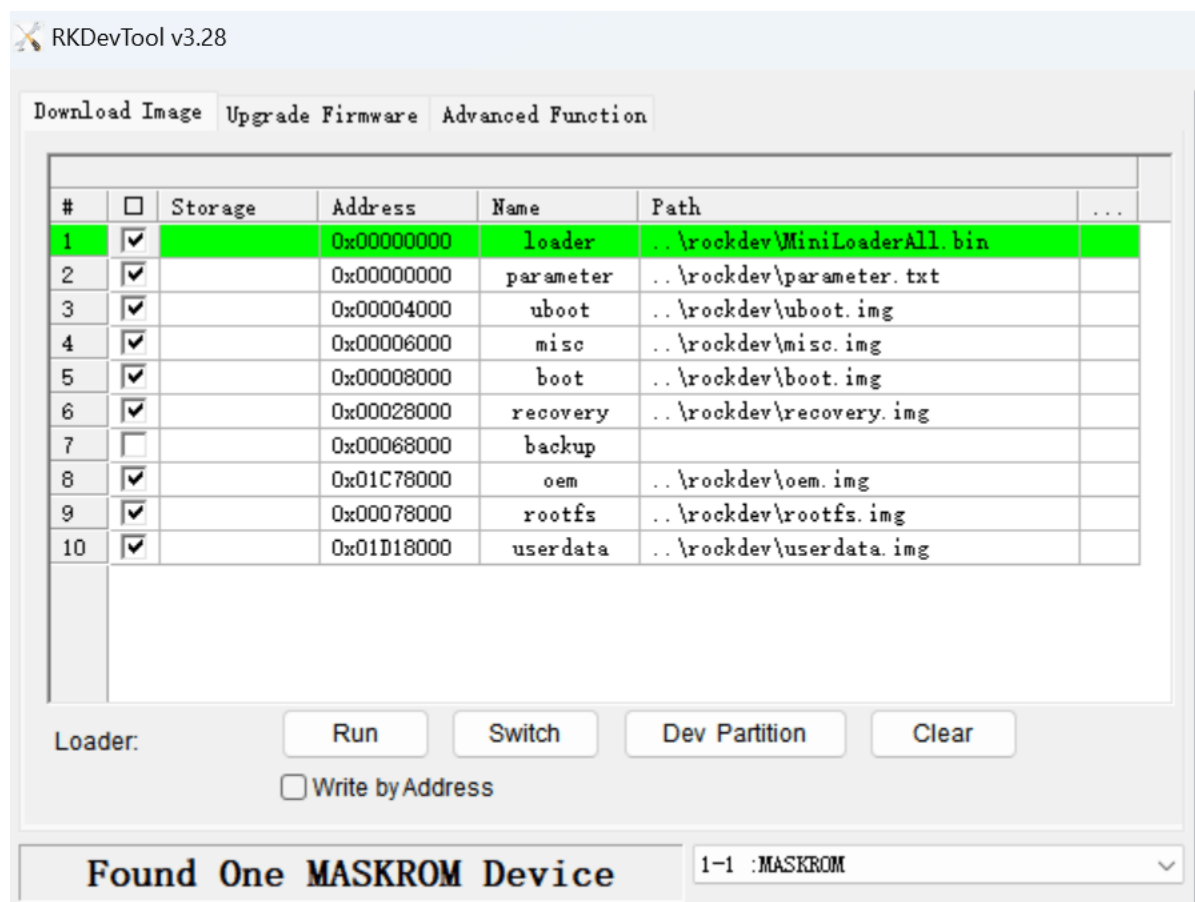 RKDevTool v3.28
Download Image Upgrade Firmware Advanced Function
# Storage Address Name Path ...
1 0x00000000 loader ..\rockdev\MiniLoaderAll.bin
2 0x00000000 parameter ..\rockdev\parameter.txt
3 0x00004000 uboot ..\rockdev\uboot.img
4 0x00006000 misc ..\rockdev\misc.img
5 0x00008000 boot ..\rockdev\boot.img
6 0x00028000 recovery ..\rockdev\recovery.img
7 0x00068000 backup
8 0x01C78000 oem ..\rockdev\oem.img
9 0x00078000 rootfs ..\rockdev\rootfs.img
10 0x01D18000 userdata ..\rockdev\userdata.img
Loader: Run Switch Dev Partition Clear
Write by Address
Found One MASKROM Device 1-1 :MASKROM